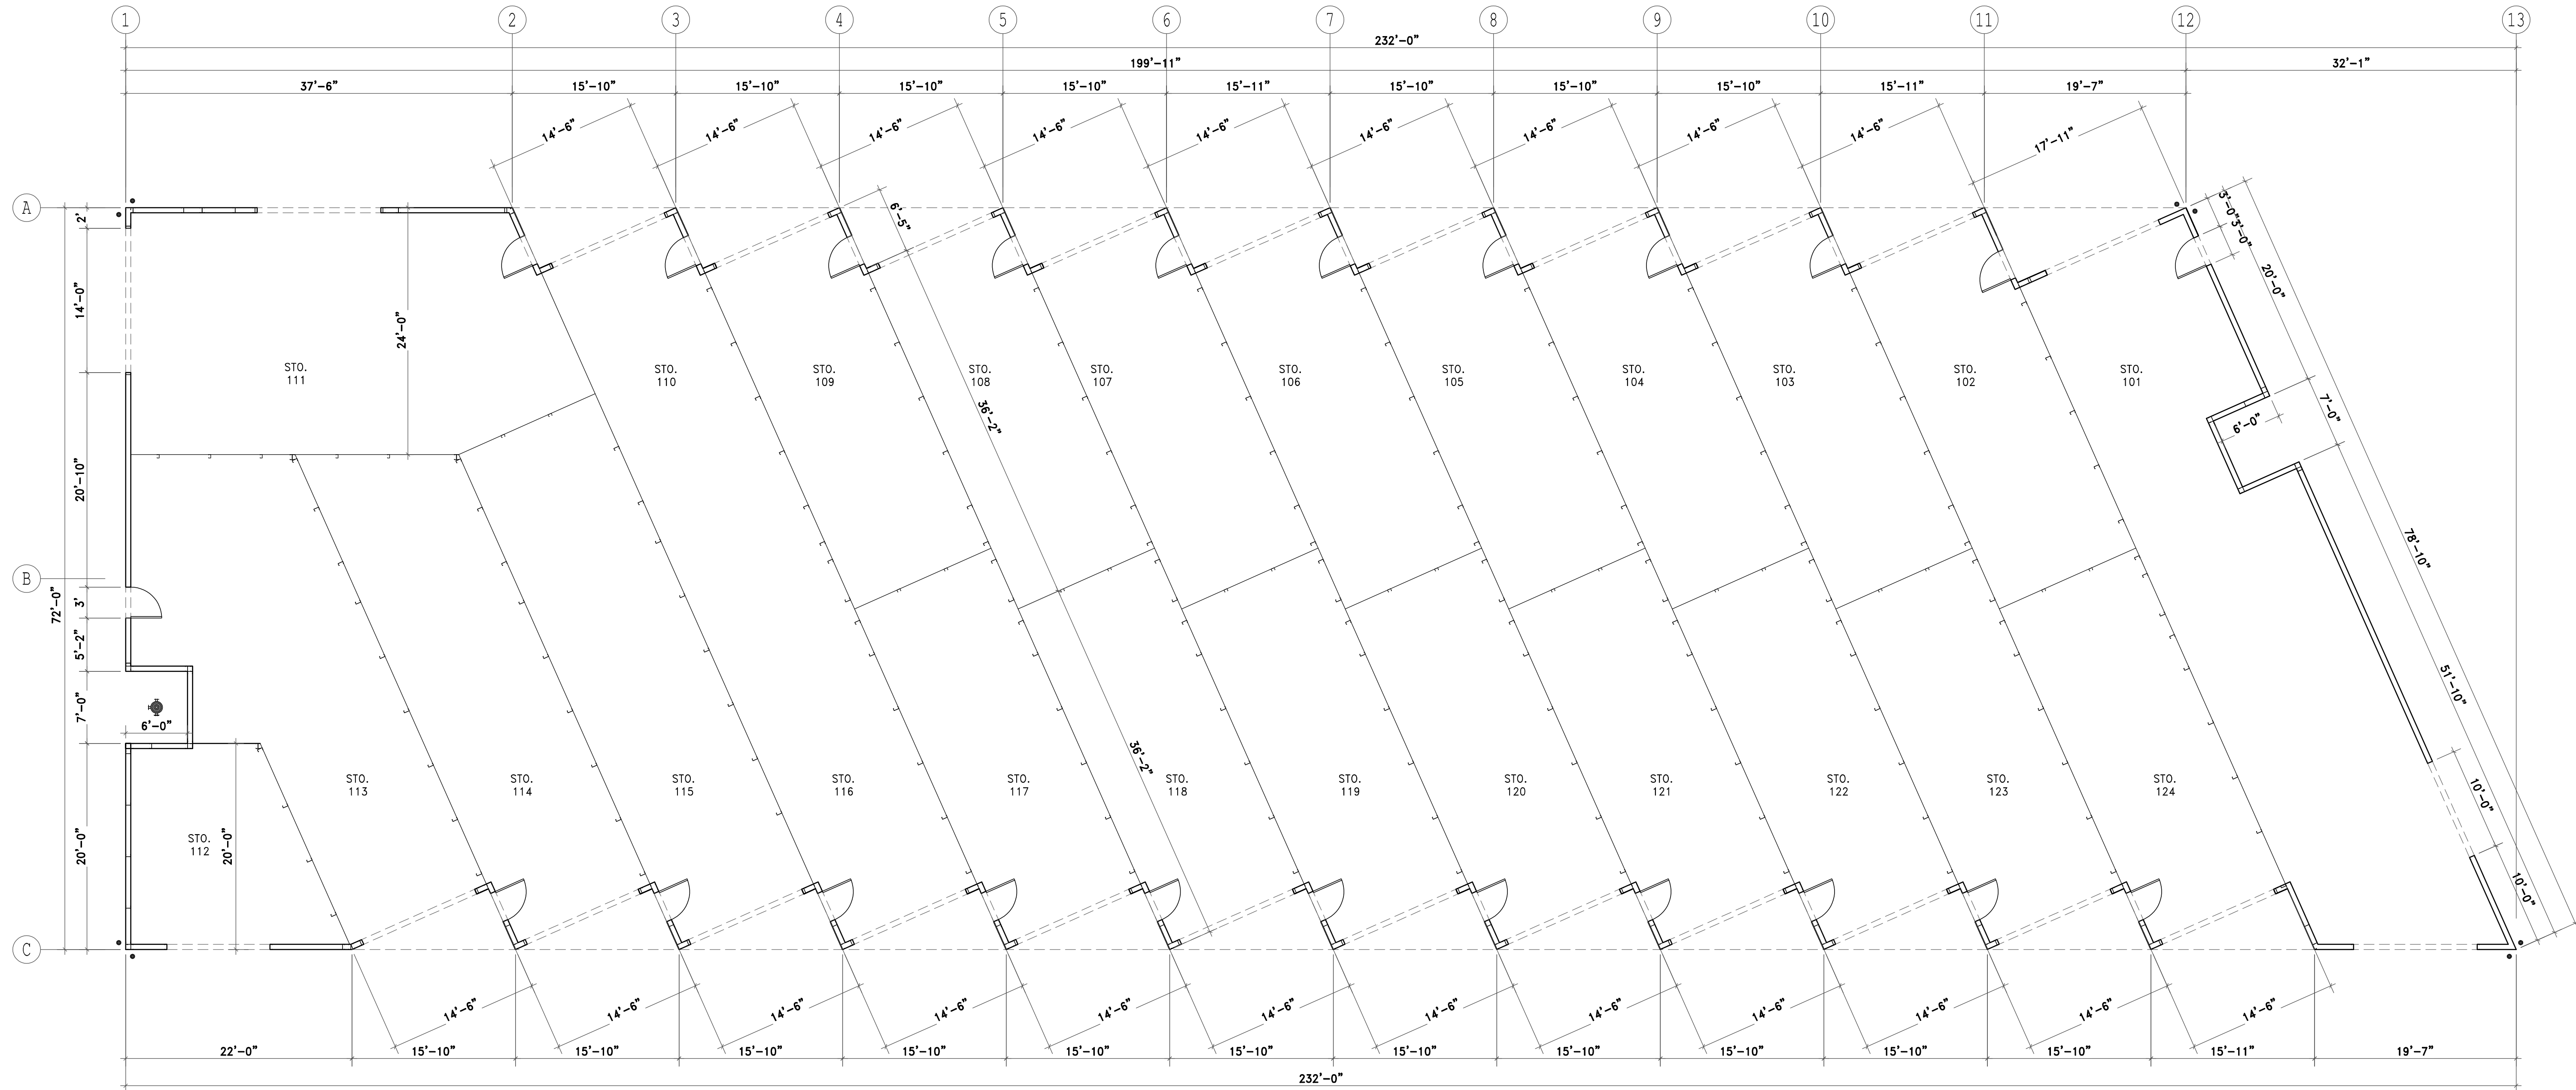 1 2 3 4 5 6 7 8 9 10 11 12 13
232'-0"
199'-11" 32'-1"
37'-6" 15'-10" 15'-10" 15'-10" 15'-10" 15'-11" 15'-10" 15'-10" 15'-10" 15'-11" 19'-7"
14'-6" 14'-6" 14'-6" 14'-6" 14'-6" 14'-6" 14'-6" 14'-6" 14'-6" 17'-11"
A
2'
6'-5"
3'-0"
3'-0"
14'-0"
24'-0"
20'-0"
STO. STO. STO. STO. STO. STO. STO. STO. STO. STO. STO.
111 110 109 108 107 106 105 104 103 102 101
36'-2"
7'-0"
6'-0"
20'-10"
78'-10"
B
3'
72'-0"
5'-2"
51'-10"
7'-0"
6'-0"
36'-2"
STO. STO. STO. STO. STO. STO. STO. STO. STO. STO. STO. STO.
113 114 115 116 117 118 119 120 121 122 123 124
10'-0"
20'-0"
STO.
112
20'-0"
10'-0"
C
14'-6" 14'-6" 14'-6" 14'-6" 14'-6" 14'-6" 14'-6" 14'-6" 14'-6" 14'-6" 14'-6" 14'-6"
22'-0" 15'-10" 15'-10" 15'-10" 15'-10" 15'-10" 15'-10" 15'-10" 15'-10" 15'-10" 15'-10" 15'-10" 15'-11" 19'-7"
232'-0"